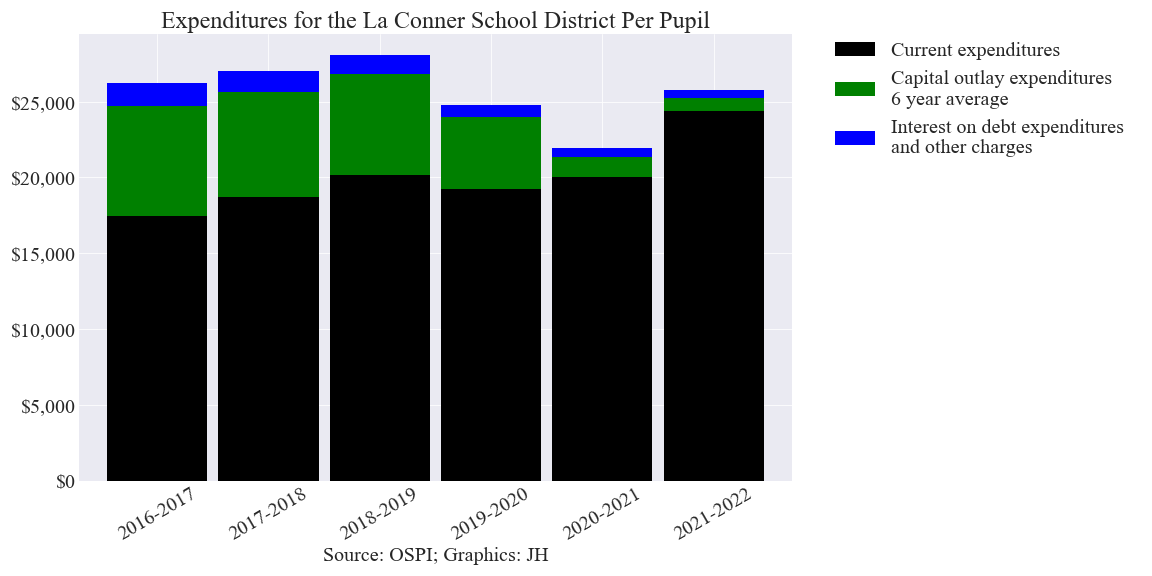 Expenditures for the La Conner School District Per Pupil
$25,000
$20,000
$15,000
$10,000
$5,000
$0
2016-2017
2017-2018
2018-2019
2019-2020
2020-2021
2021-2022
Source: OSPI; Graphics: JH
Current expenditures
Capital outlay expenditures
6 year average
Interest on debt expenditures
and other charges